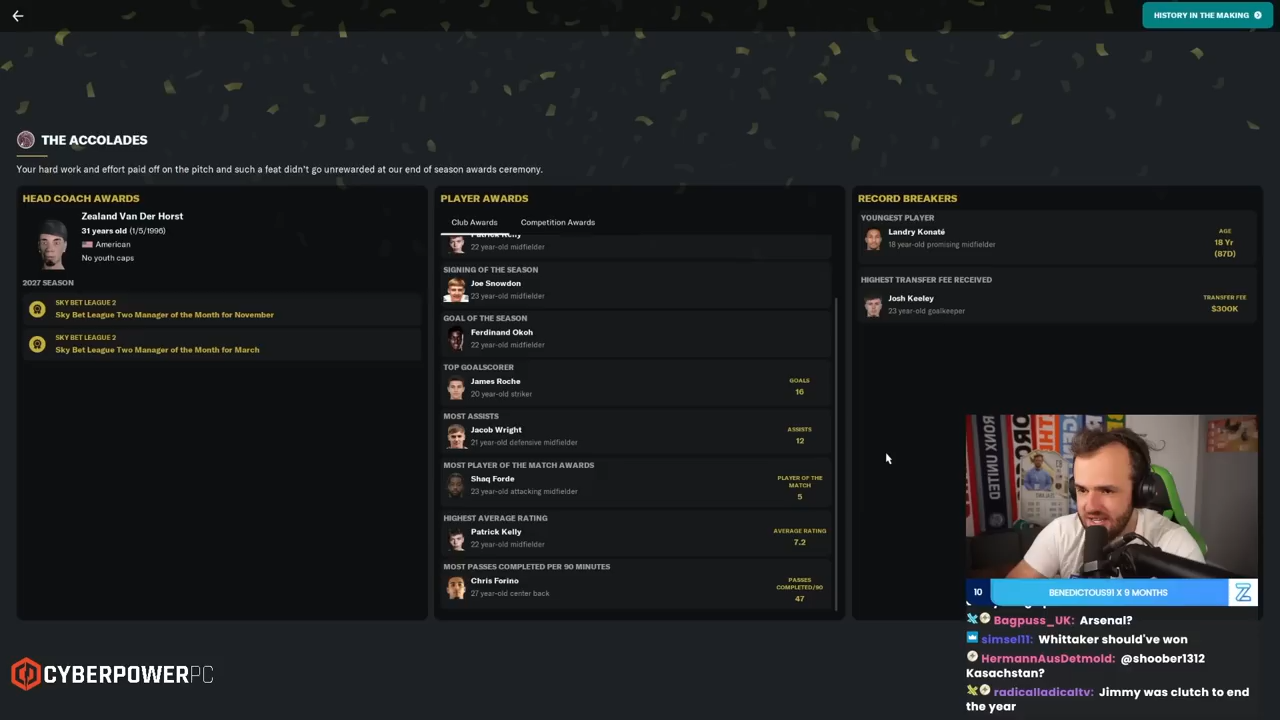 HISTORY IN THE MAKING
THE ACCOLADES
Your hard work and effort paid off on the pitch and such a feat didn't go unrewarded at our end of season awards ceremony.
HEAD COACH AWARDS
Zealand Van Der Horst
31 years old (1/5/1996)
American
No youth caps
2027 SEASON
SKY BET LEAGUE 2
Sky Bet League Two Manager of the Month for November
SKY BET LEAGUE 2
Sky Bet League Two Manager of the Month for March
PLAYER AWARDS
Club Awards
Competition Awards
Patrick Kelly
22 year-old midfielder
SIGNING OF THE SEASON
Joe Snowdon
23 year-old midfielder
GOAL OF THE SEASON
Ferdinand Okoh
22 year-old midfielder
TOP GOALSCORER
James Roche
20 year-old striker
GOALS
16
MOST ASSISTS
Jacob Wright
21 year-old defensive midfielder
ASSISTS
12
MOST PLAYER OF THE MATCH AWARDS
Shaq Forde
23 year-old attacking midfielder
PLAYER OF THE
MATCH
5
HIGHEST AVERAGE RATING
Patrick Kelly
22 year-old midfielder
AVERAGE RATING
7.2
MOST PASSES COMPLETED PER 90 MINUTES
Chris Forino
27 year-old center back
PASSES
COMPLETED/90
47
RECORD BREAKERS
YOUNGEST PLAYER
Landry Konaté
18 year-old promising midfielder
AGE
18 Yr
(87D)
HIGHEST TRANSFER FEE RECEIVED
Josh Keeley
23 year-old goalkeeper
TRANSFER FEE
$300K
RONX UNITED
10
BENEDICTOUS91 X 9 MONTHS
Z
Bagpuss_UK: Arsenal?
simsel11: Whittaker should've won
HermannAusDetmold: @shoober1312
Kasachstan?
radicalladicaltv: Jimmy was clutch to end
the year
CYBERPOWERPC